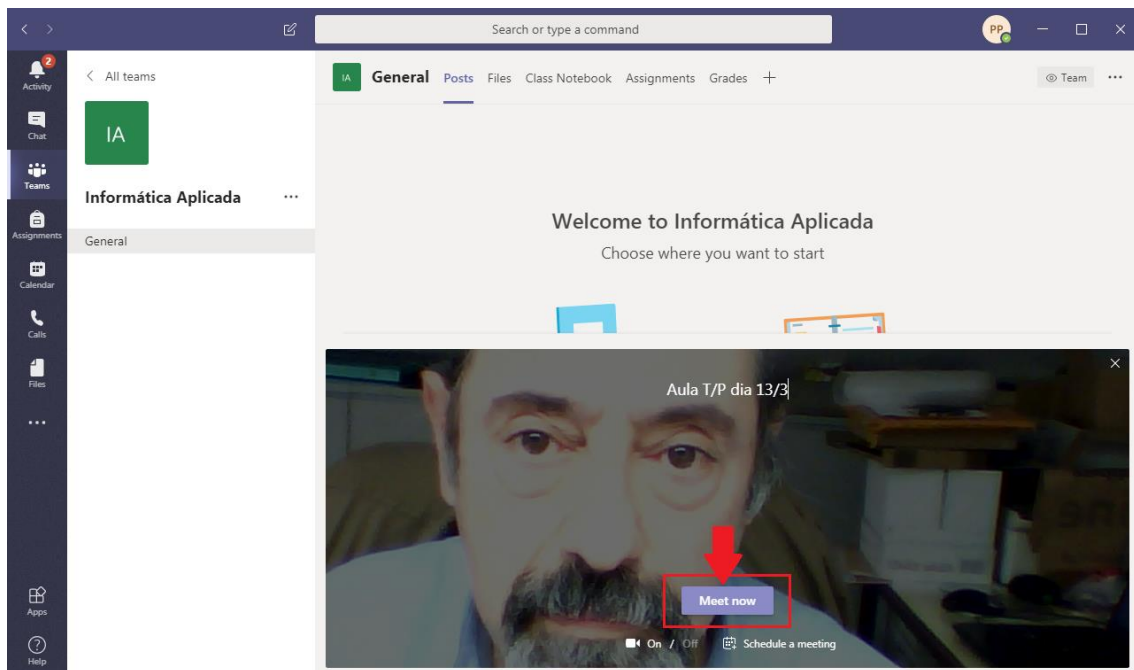 Search or type a command
PP
2
Activity
Chat
Teams
Assignments
Calendar
Calls
Files
Apps
Help
All teams
IA
Informática Aplicada
General
IA General Posts Files Class Notebook Assignments Grades
Team
Welcome to Informática Aplicada
Choose where you want to start
Aula T/P dia 13/3
Meet now
On / Off Schedule a meeting